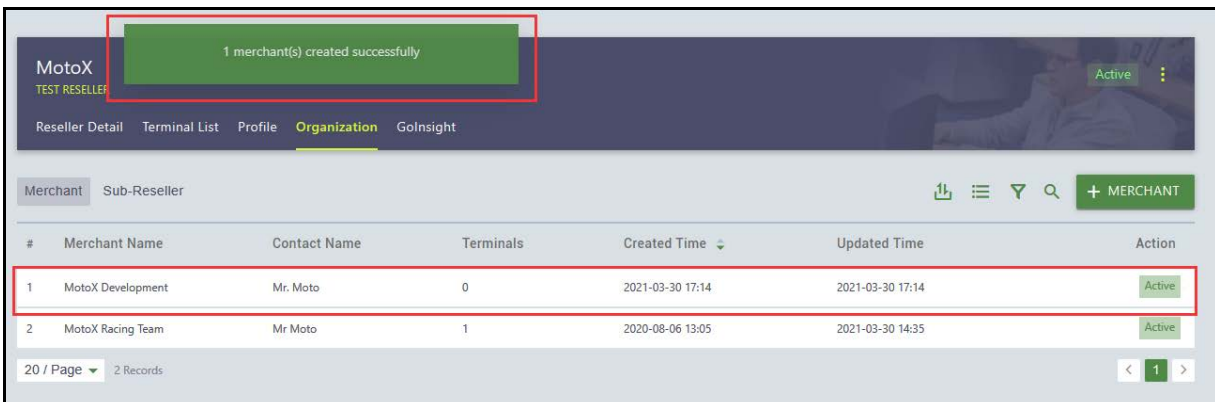 1 merchant(s) created successfully
MotoX
TEST RESELLER
Active
Reseller Detail Terminal List Profile Organization GoInsight
Merchant Sub-Reseller + MERCHANT
# Merchant Name Contact Name Terminals Created Time Updated Time Action
1 MotoX Development Mr. Moto 0 2021-03-30 17:14 2021-03-30 17:14 Active
2 MotoX Racing Team Mr Moto 1 2020-08-06 13:05 2021-03-30 14:35 Active
20 / Page 2 Records < 1 >